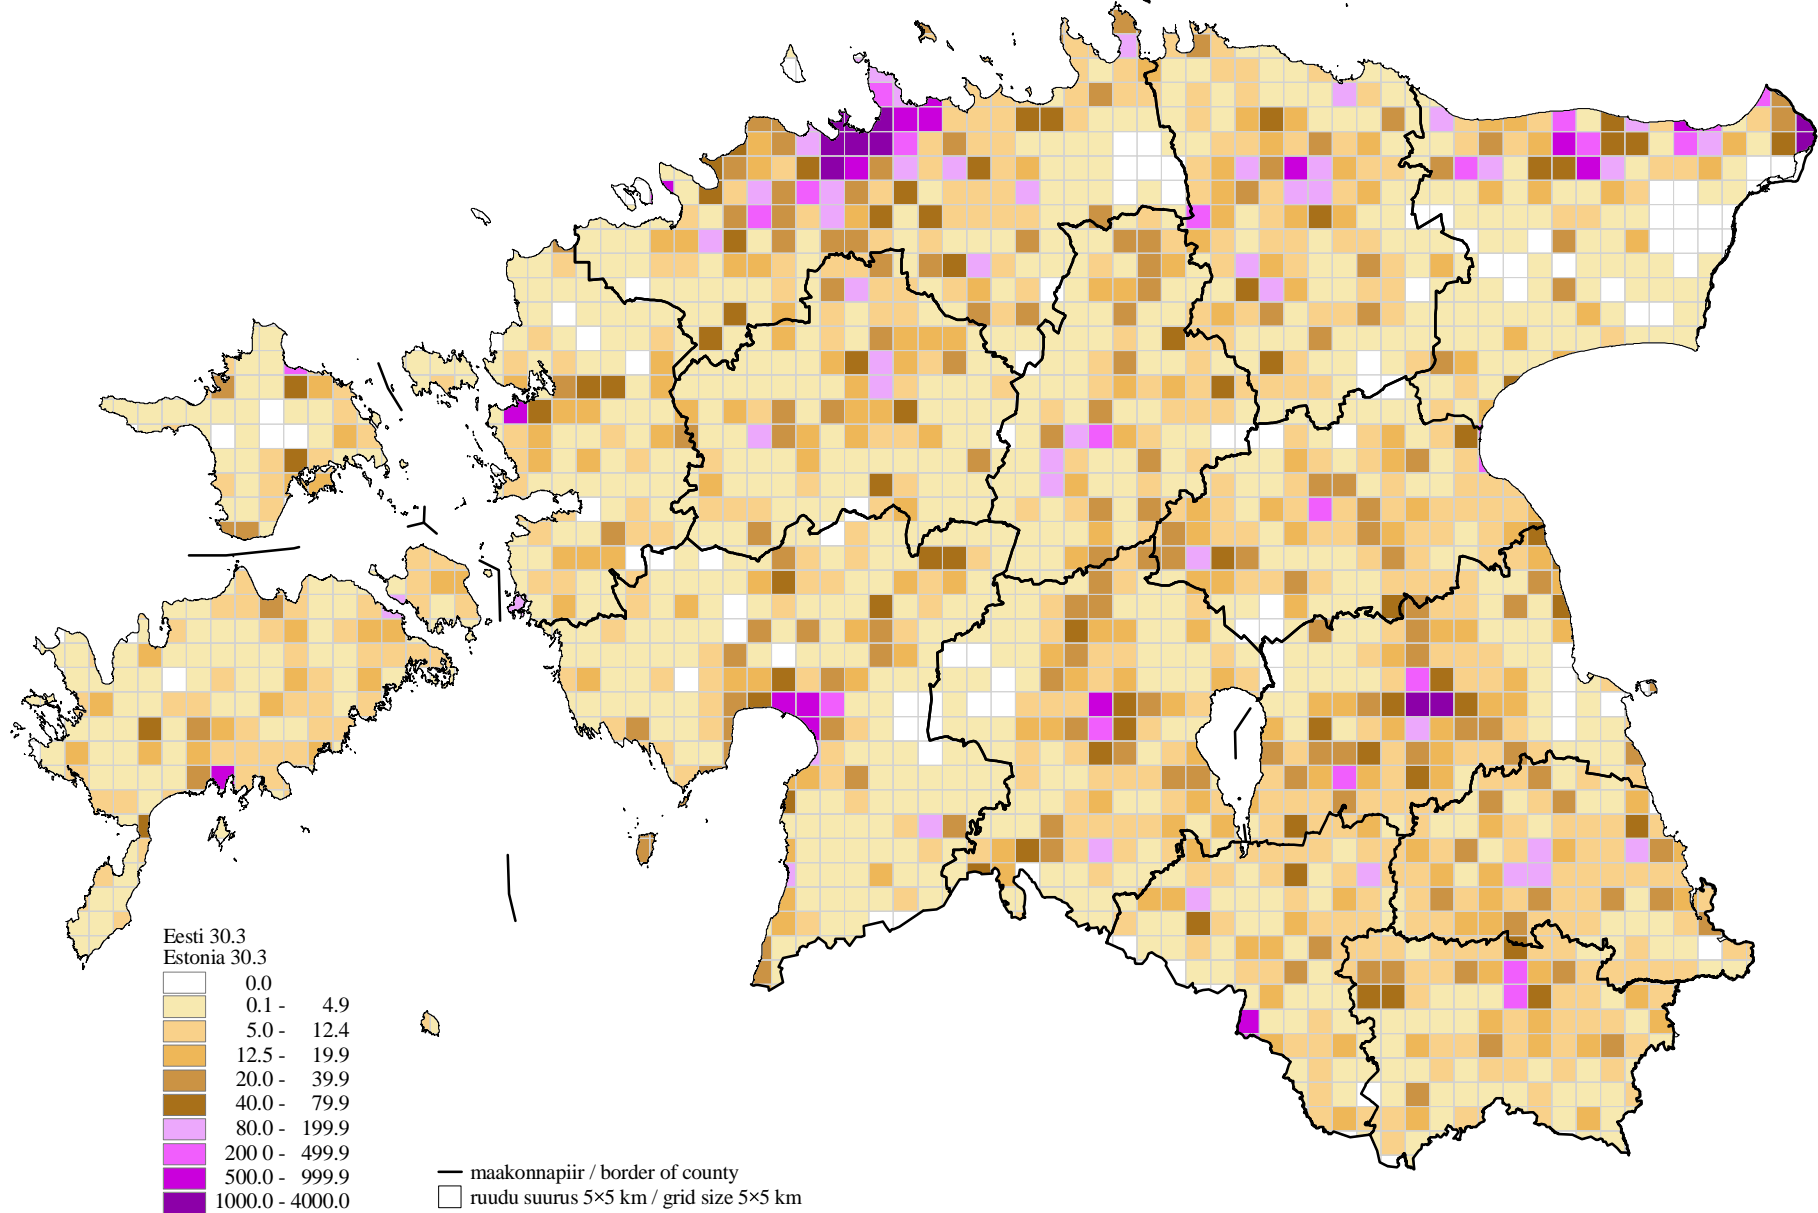 Eesti 30.3
Estonia 30.3
0.0
0.1 - 4.9
5.0 - 12.4
12.5 - 19.9
20.0 - 39.9
40.0 - 79.9
80.0 - 199.9
200 0 - 499.9
500.0 - 999.9
1000.0 - 4000.0
maakonnapiir / border of county
ruudu suurus 5×5 km / grid size 5×5 km